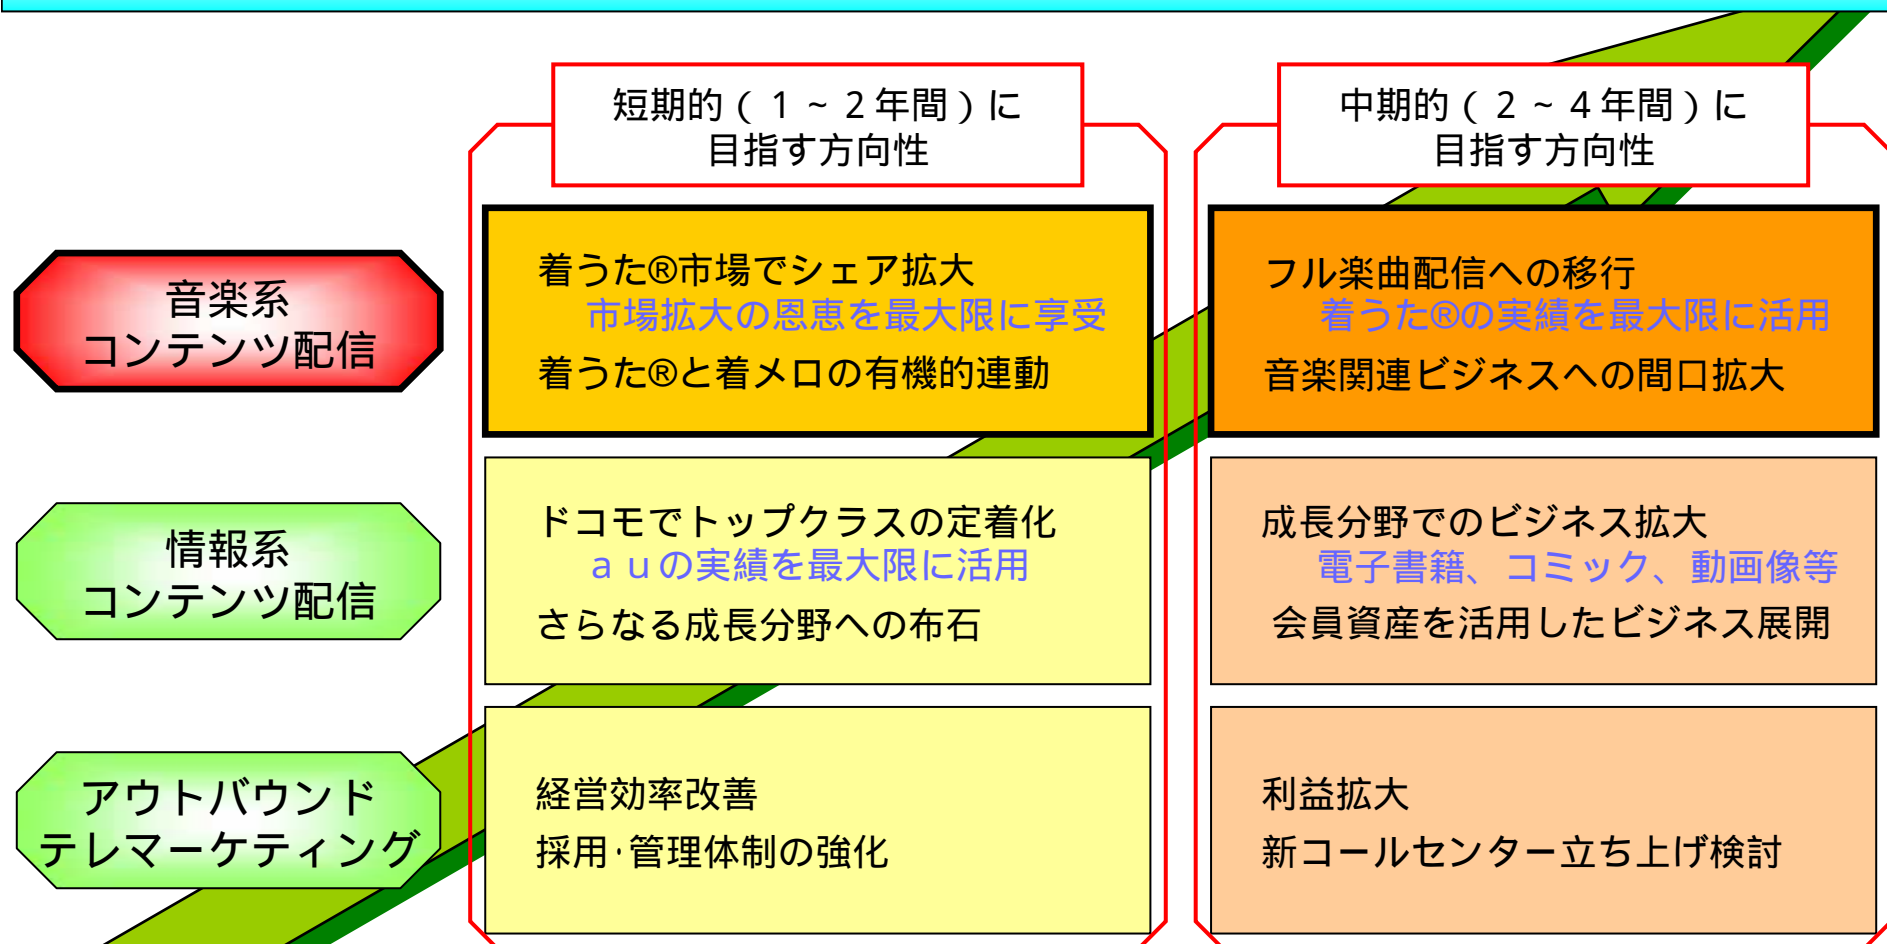 短期的（１～２年間）に
目指す方向性
中期的（２～４年間）に
目指す方向性
音楽系
コンテンツ配信
着うた®市場でシェア拡大
市場拡大の恩恵を最大限に享受
着うた®と着メロの有機的連動
フル楽曲配信への移行
着うた®の実績を最大限に活用
音楽関連ビジネスへの間口拡大
情報系
コンテンツ配信
ドコモでトップクラスの定着化
ａｕの実績を最大限に活用
さらなる成長分野への布石
成長分野でのビジネス拡大
電子書籍、コミック、動画像等
会員資産を活用したビジネス展開
アウトバウンド
テレマーケティング
経営効率改善
採用･管理体制の強化
利益拡大
新コールセンター立ち上げ検討